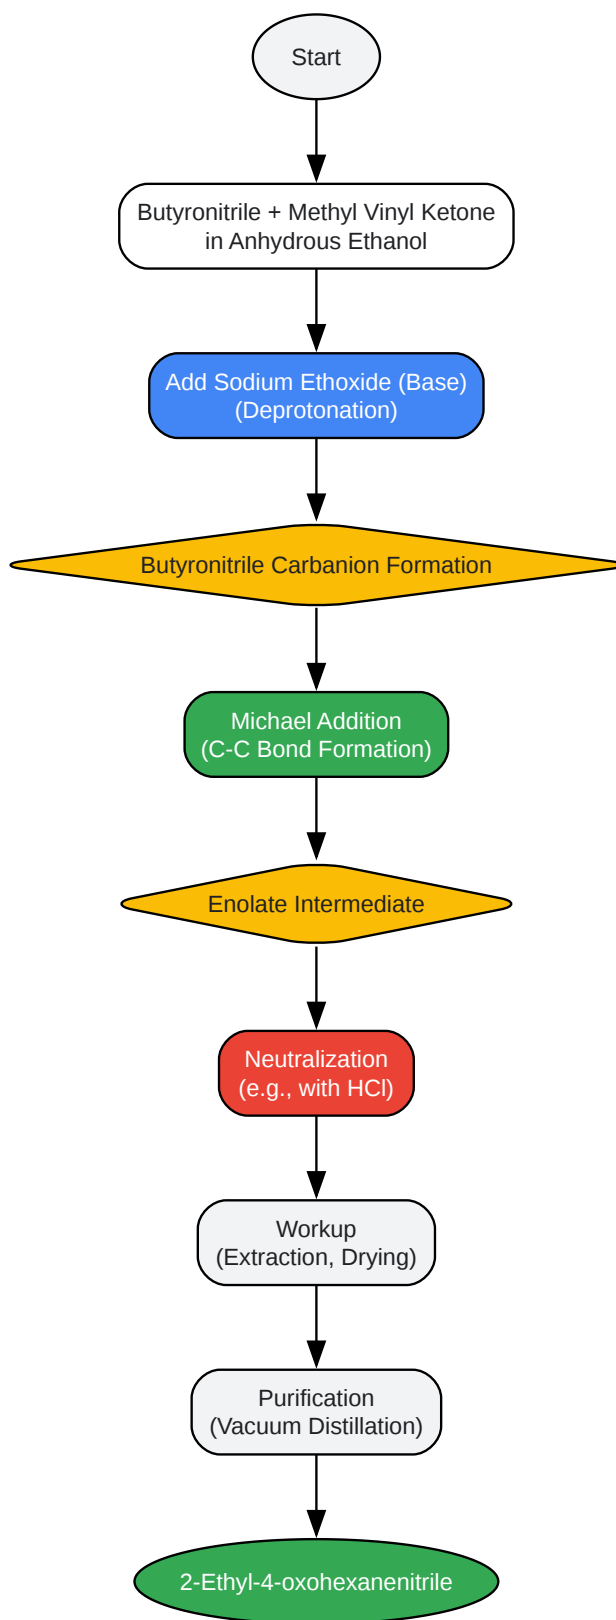 Start
Butyronitrile + Methyl Vinyl Ketone
in Anhydrous Ethanol
Add Sodium Ethoxide (Base)
(Deprotonation)
Butyronitrile Carbanion Formation
Michael Addition
(C-C Bond Formation)
Enolate Intermediate
Neutralization
(e.g., with HCl)
Workup
(Extraction, Drying)
Purification
(Vacuum Distillation)
2-Ethyl-4-oxohexanenitrile